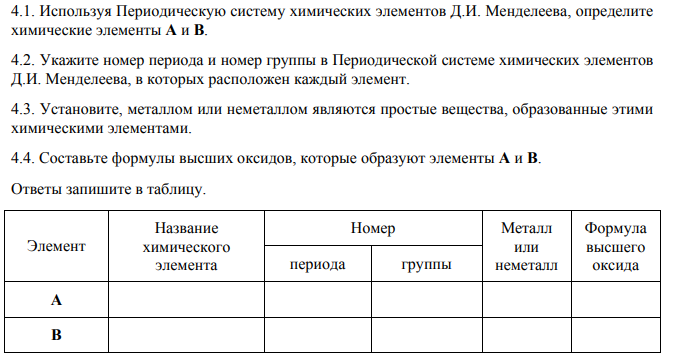 4.1. Используя Периодическую систему химических элементов Д.И. Менделеева, определите
химические элементы А и В.
4.2. Укажите номер периода и номер группы в Периодической системе химических элементов
Д.И. Менделеева, в которых расположен каждый элемент.
4.3. Установите, металлом или неметаллом являются простые вещества, образованные этими
химическими элементами.
4.4. Составьте формулы высших оксидов, которые образуют элементы А и В.
Ответы запишите в таблицу.
Элемент
Название
химического
элемента
Номер
периода
группы
Металл
или
неметалл
Формула
высшего
оксида
А
В